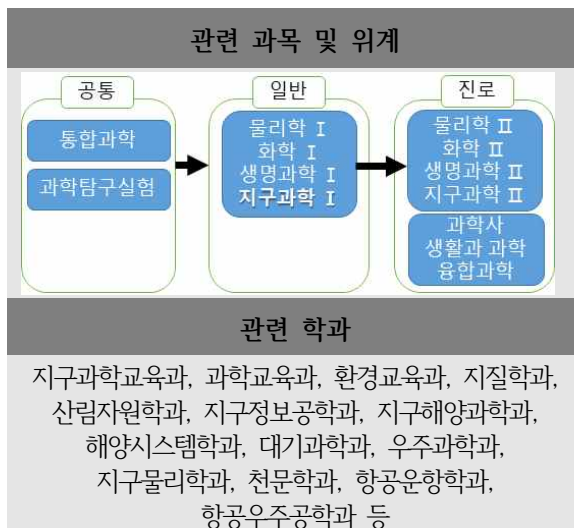 관련 과목 및 위계
공통
통합과학
과학탐구실험
일반
물리학 Ⅰ
화학 Ⅰ
생명과학 Ⅰ
지구과학 Ⅰ
진로
물리학 Ⅱ
화학 Ⅱ
생명과학 Ⅱ
지구과학 Ⅱ
과학사
생활과 과학
융합과학
관련 학과
지구과학교육과, 과학교육과, 환경교육과, 지질학과,
산림자원학과, 지구정보공학과, 지구해양과학과,
해양시스템학과, 대기과학과, 우주과학과,
지구물리학과, 천문학과, 항공운항학과,
항공우주공학과 등